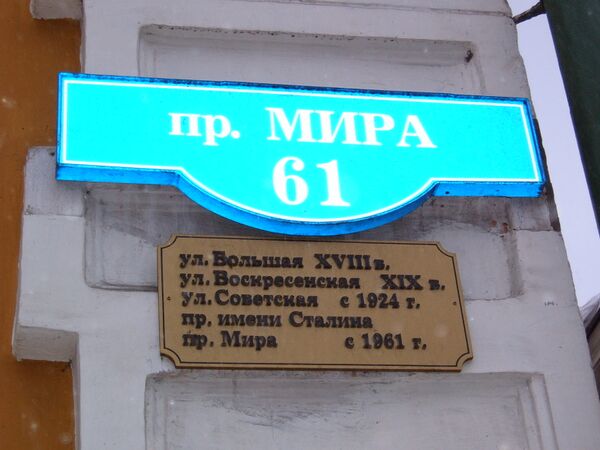 пр. МИРА
61
ул. Большая XVIII в.
ул. Воскресенская XIX в.
ул. Советская с 1924 г.
пр. имени Сталина
пр. Мира с 1961 г.